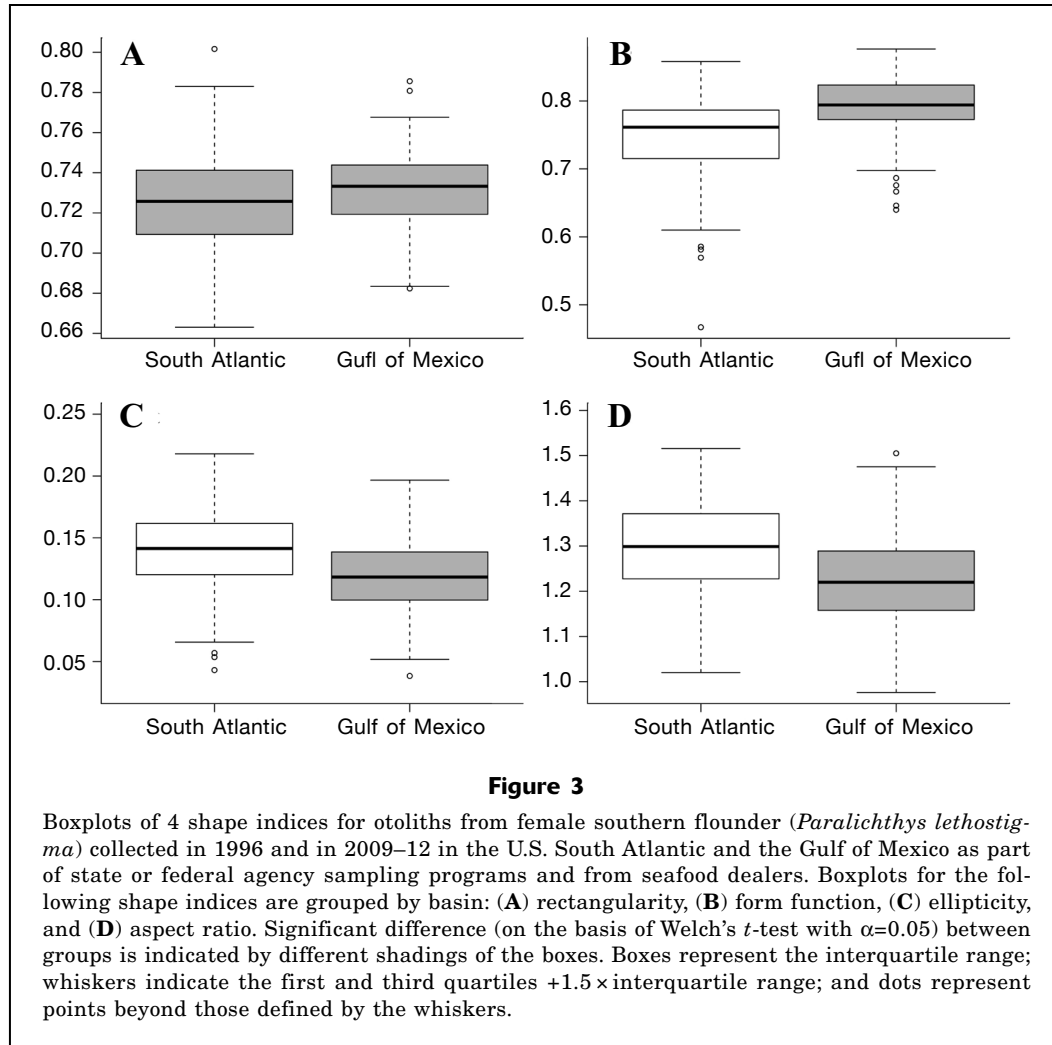 A
0.80
0.78
0.76
0.74
0.72
0.70
0.68
0.66
South Atlantic Gufl of Mexico
B
0.8
0.7
0.6
0.5
South Atlantic Gufl of Mexico
C
0.25
0.20
0.15
0.10
0.05
South Atlantic Gulf of Mexico
D
1.6
1.5
1.4
1.3
1.2
1.1
1.0
South Atlantic Gulf of Mexico
Figure 3
Boxplots of 4 shape indices for otoliths from female southern flounder (Paralichthys lethostig-
ma) collected in 1996 and in 2009–12 in the U.S. South Atlantic and the Gulf of Mexico as part
of state or federal agency sampling programs and from seafood dealers. Boxplots for the fol-
lowing shape indices are grouped by basin: (A) rectangularity, (B) form function, (C) ellipticity,
and (D) aspect ratio. Significant difference (on the basis of Welch's t-test with α=0.05) between
groups is indicated by different shadings of the boxes. Boxes represent the interquartile range;
whiskers indicate the first and third quartiles +1.5 × interquartile range; and dots represent
points beyond those defined by the whiskers.